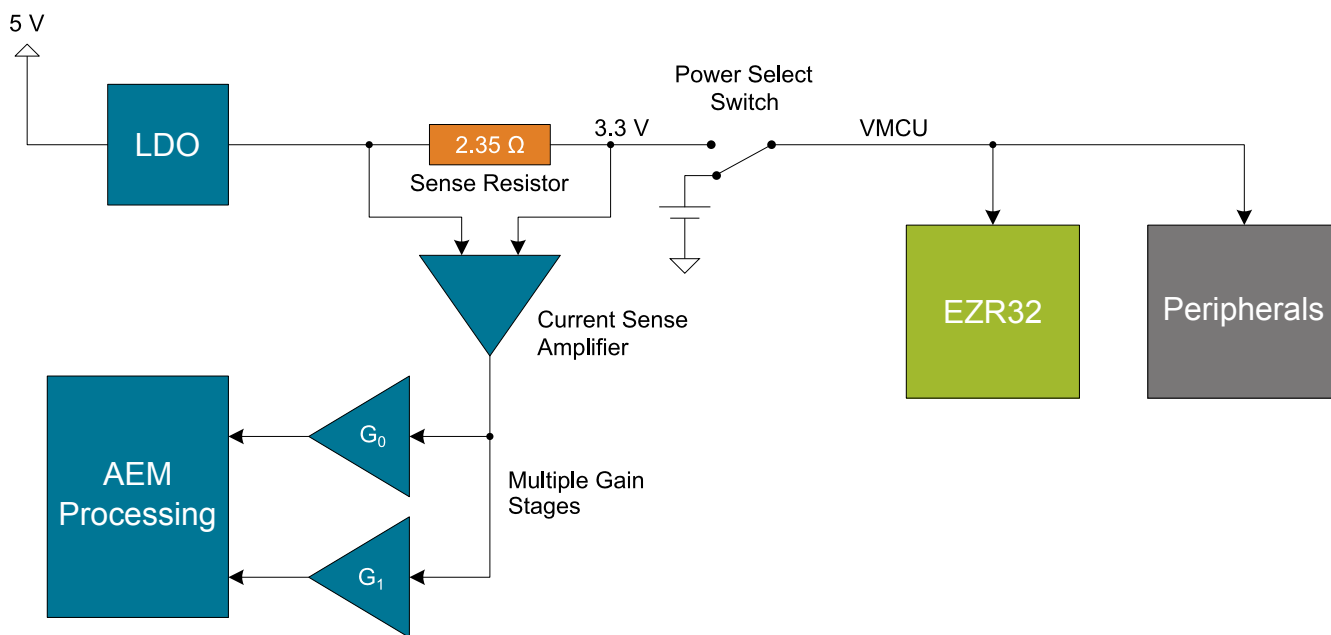 5 V
LDO
2.35 Ω
Sense Resistor
3.3 V
Power Select
Switch
VMCU
EZR32
Peripherals
Current Sense
Amplifier
AEM
Processing
G₀
G₁
Multiple Gain
Stages